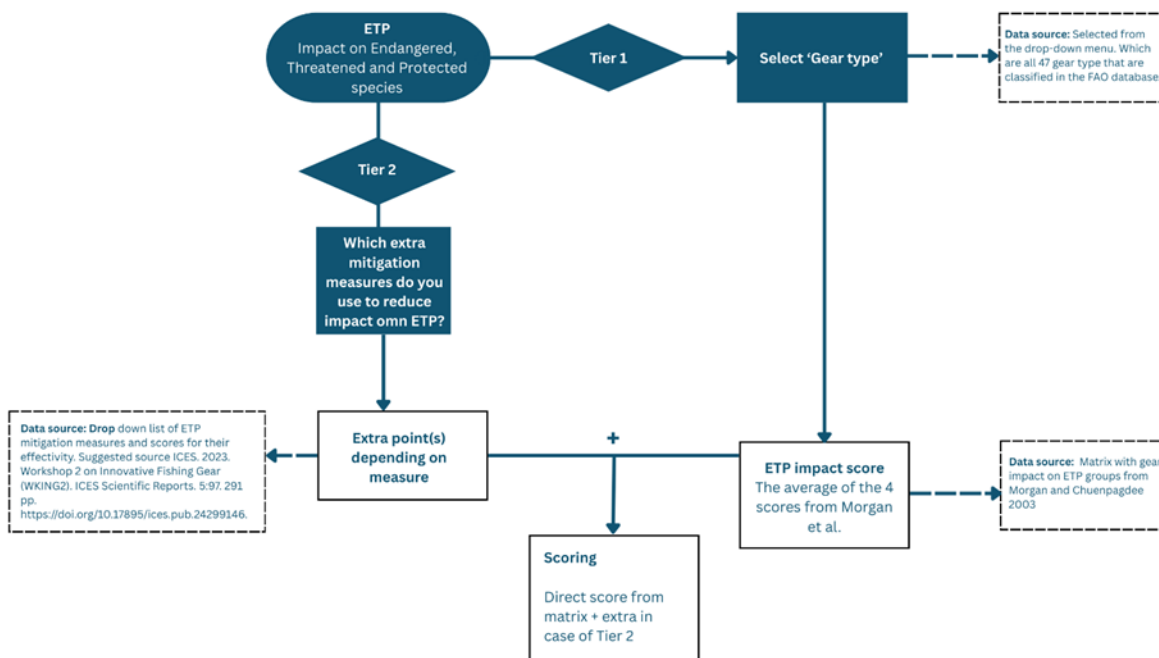 ETP
Impact on Endangered,
Threatened and Protected
species
Tier 1
Select ‘Gear type’
Data source: Selected from
the drop-down menu. Which
are all 47 gear type that are
classified in the FAO database
Tier 2
Which extra
mitigation
measures do you
use to reduce
impact omn ETP?
Data source: Drop down list of ETP
mitigation measures and scores for their
effectivity. Suggested source ICES. 2023.
Workshop 2 on Innovative Fishing Gear
(WKING2). ICES Scientific Reports. 5:97. 291
pp.
https://doi.org/10.17895/ices.pub.24299146.
Extra point(s)
depending on
measure
+
ETP impact score
The average of the 4
scores from Morgan
et al.
Data source: Matrix with gear
impact on ETP groups from
Morgan and Chuenpagdee
2003
Scoring
Direct score from
matrix + extra in
case of Tier 2